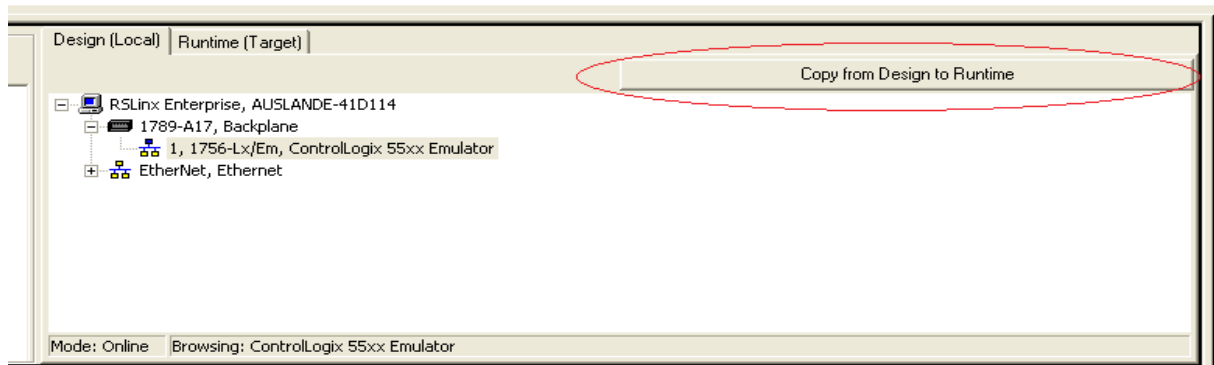 Design (Local) Runtime (Target)
Copy from Design to Runtime
RSLinx Enterprise, AUSLANDE-41D114
1789-A17, Backplane
1, 1756-Lx/Em, ControlLogix 55xx Emulator
EtherNet, Ethernet
Mode: Online Browsing: ControlLogix 55xx Emulator